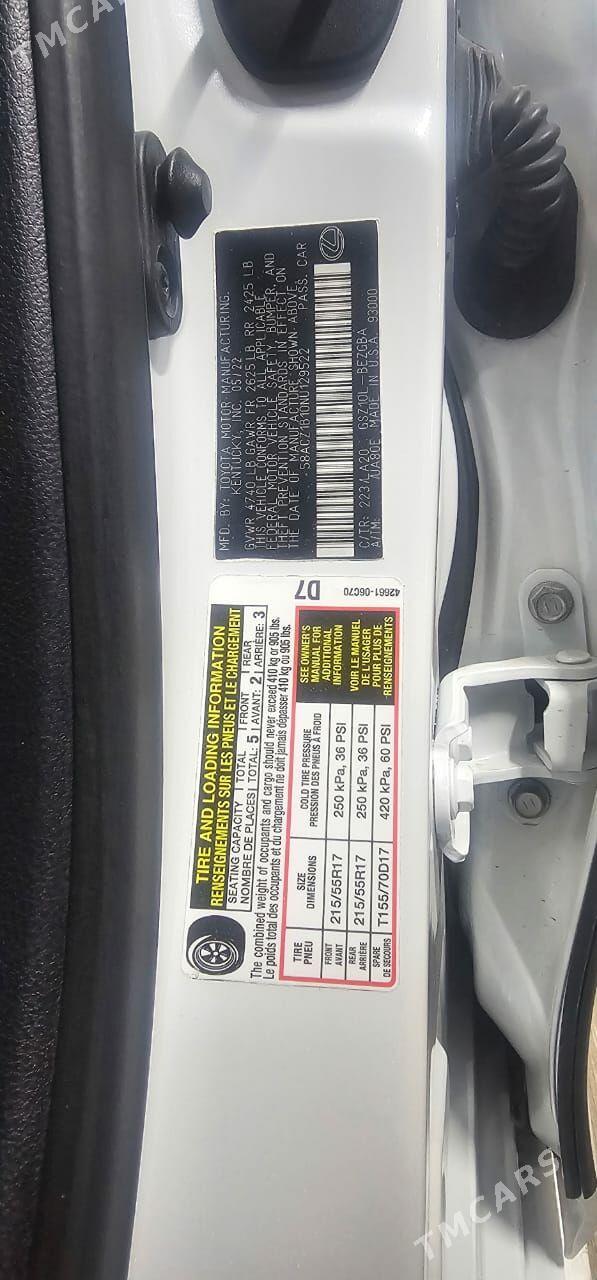 TMCARS
MFD. BY: TOYOTA MOTOR MANUFACTURING,
KENTUCKY, INC. 05/22
GVWR 4740 LB GAWR FR 2625 LB RR 2425 LB
THIS VEHICLE CONFORMS TO ALL APPLICABLE
FEDERAL MOTOR VEHICLE SAFETY, BUMPER, AND
THEFT PREVENTION STANDARDS IN EFFECT ON
THE DATE OF MANUFACTURE SHOWN ABOVE.
58ACZ1B10NU129522 PASS. CAR
C/TR: 223 LA20 GSZ10L-BEZGBA
A/TM: UA80E MADE IN U.S.A. 93000
TIRE AND LOADING INFORMATION
RENSEIGNEMENTS SUR LES PNEUS ET LE CHARGEMENT
SEATING CAPACITY TOTAL FRONT REAR
NOMBRE DE PLACES TOTAL: 5 AVANT: 2 ARRIÈRE: 3
The combined weight of occupants and cargo should never exceed 410 kg or 905 lbs.
Le poids total des occupants et du chargement ne doit jamais dépasser 410 kg ou 905 lbs.
D7
42661-06C70
TIRE
PNEU
SIZE
DIMENSIONS
COLD TIRE PRESSURE
PRESSION DES PNEUS À FROID
FRONT
AVANT
215/55R17
250 kPa, 36 PSI
REAR
ARRIÈRE
215/55R17
250 kPa, 36 PSI
SPARE
DE SECOURS
T155/70D17
420 kPa, 60 PSI
SEE OWNER'S
MANUAL FOR
ADDITIONAL
INFORMATION
VOIR LE MANUEL
DE L'USAGER
POUR PLUS DE
RENSEIGNEMENTS
TMCARS